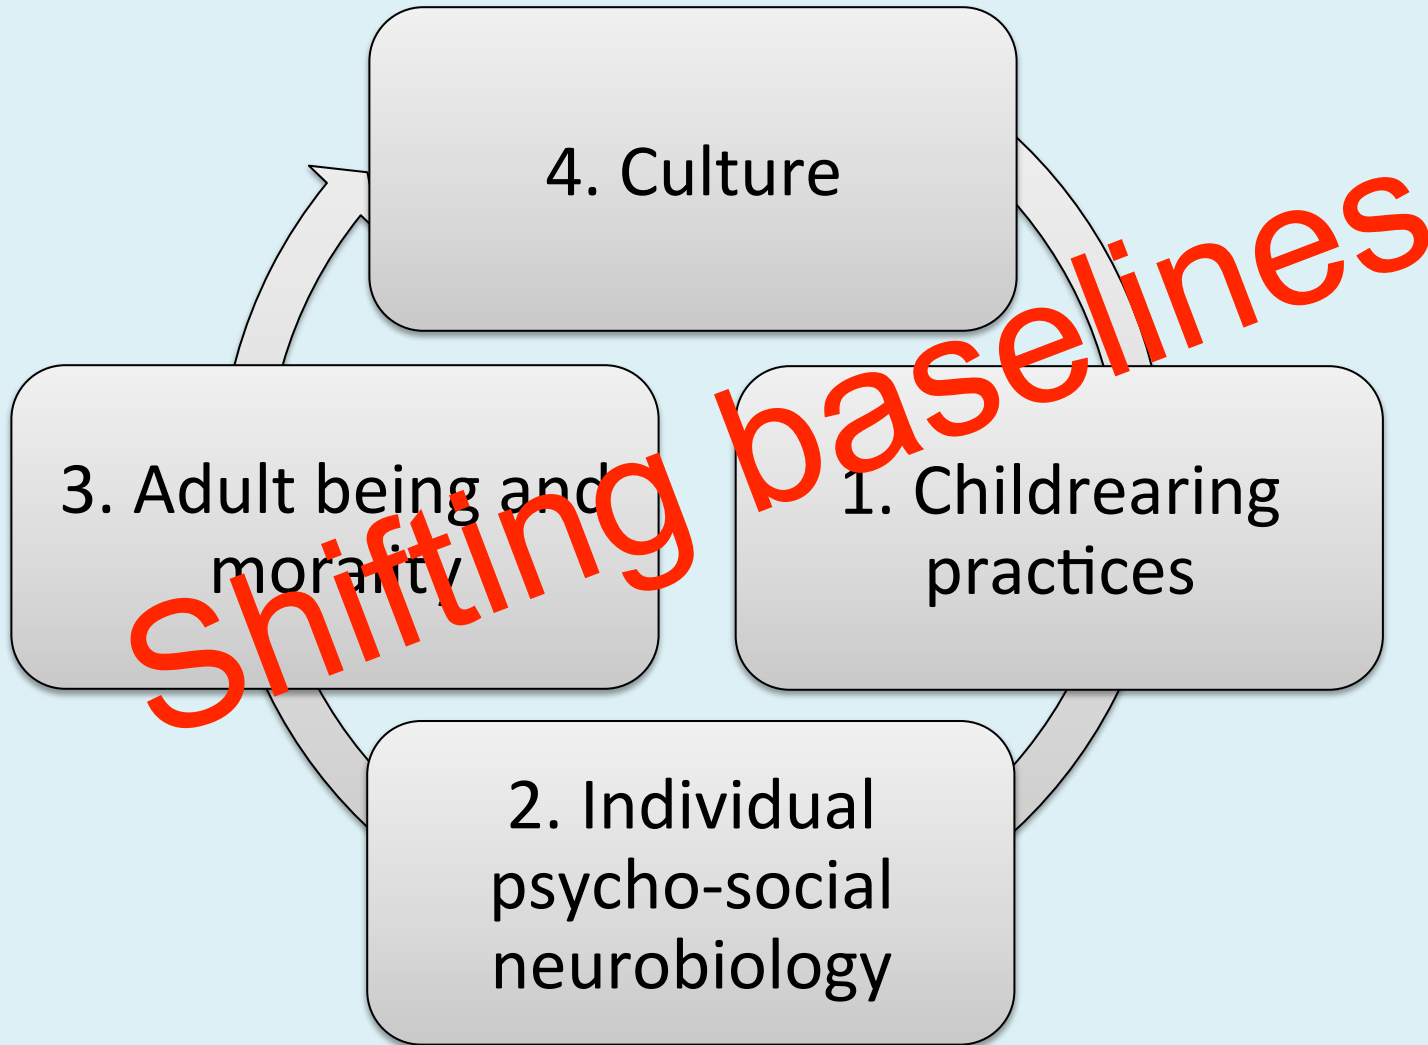 4. Culture
3. Adult being and
morality
1. Childrearing
practices
2. Individual
psycho-social
neurobiology
Shifting baselines